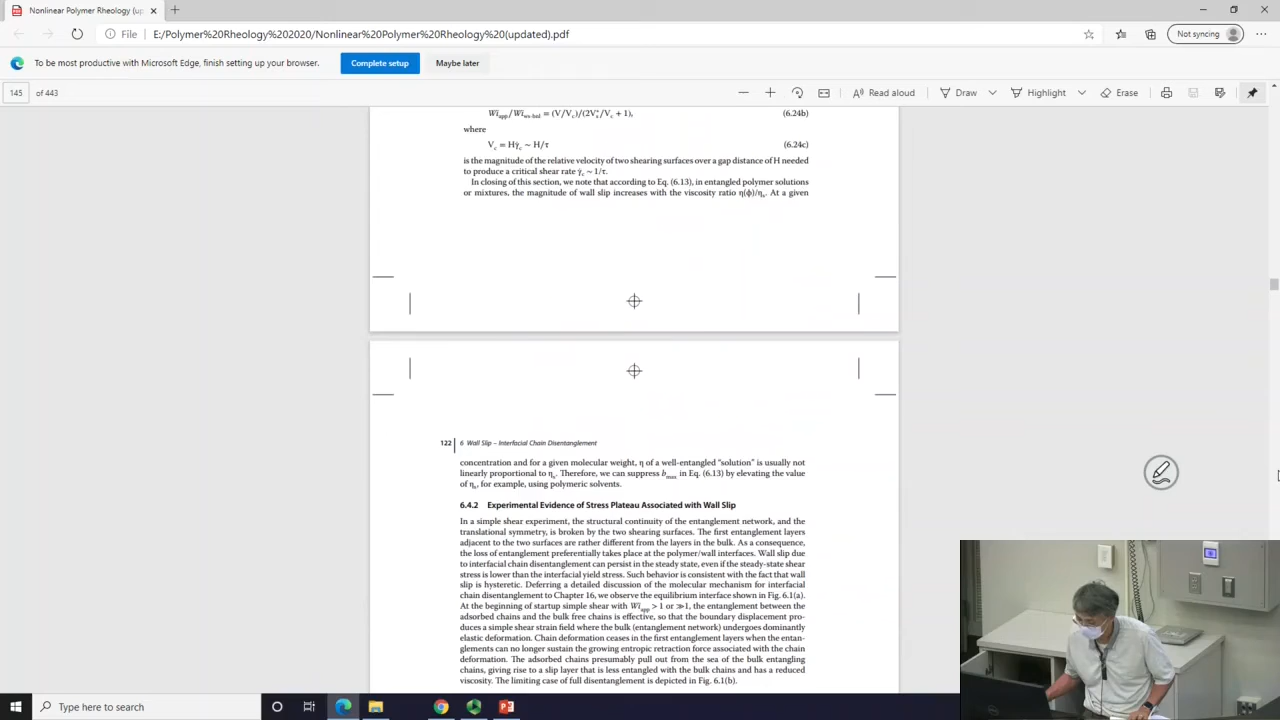 Nonlinear Polymer Rheology (up
File
E:/Polymer%20Rheology%202020/Nonlinear%20Polymer%20Rheology%20(updated).pdf
Not syncing
To be most productive with Microsoft Edge, finish setting up your browser.
Complete setup
Maybe later
145 of 443
Read aloud
Draw
Highlight
Erase
Wi_app/Wi_ws-bnd = (V/V_c)/(2V_s*/V_c + 1), (6.24b)
where
V_c = Hγ̇_c ~ H/τ (6.24c)
is the magnitude of the relative velocity of two shearing surfaces over a gap distance of H needed
to produce a critical shear rate γ̇_c ~ 1/τ.
In closing of this section, we note that according to Eq. (6.13), in entangled polymer solutions
or mixtures, the magnitude of wall slip increases with the viscosity ratio η(ϕ)/η_s. At a given
122 6 Wall Slip – Interfacial Chain Disentanglement
concentration and for a given molecular weight, η of a well-entangled “solution” is usually not
linearly proportional to η_s. Therefore, we can suppress b_max in Eq. (6.13) by elevating the value
of η_s, for example, using polymeric solvents.
6.4.2 Experimental Evidence of Stress Plateau Associated with Wall Slip
In a simple shear experiment, the structural continuity of the entanglement network, and the
translational symmetry, is broken by the two shearing surfaces. The first entanglement layers
adjacent to the two surfaces are rather different from the layers in the bulk. As a consequence,
the loss of entanglement preferentially takes place at the polymer/wall interfaces. Wall slip due
to interfacial chain disentanglement can persist in the steady state, even if the steady-state shear
stress is lower than the interfacial yield stress. Such behavior is consistent with the fact that wall
slip is hysteretic. Deferring a detailed discussion of the molecular mechanism for interfacial
chain disentanglement to Chapter 16, we observe the equilibrium interface shown in Fig. 6.1(a).
At the beginning of startup simple shear with Wi_app > 1 or ≫1, the entanglement between the
adsorbed chains and the bulk free chains is effective, so that the boundary displacement pro-
duces a simple shear strain field where the bulk (entanglement network) undergoes dominantly
elastic deformation. Chain deformation ceases in the first entanglement layers when the entan-
glements can no longer sustain the growing entropic retraction force associated with the chain
deformation. The adsorbed chains presumably pull out from the sea of the bulk entangling
chains, giving rise to a slip layer that is less entangled with the bulk chains and has a reduced
viscosity. The limiting case of full disentanglement is depicted in Fig. 6.1(b).
Type here to search